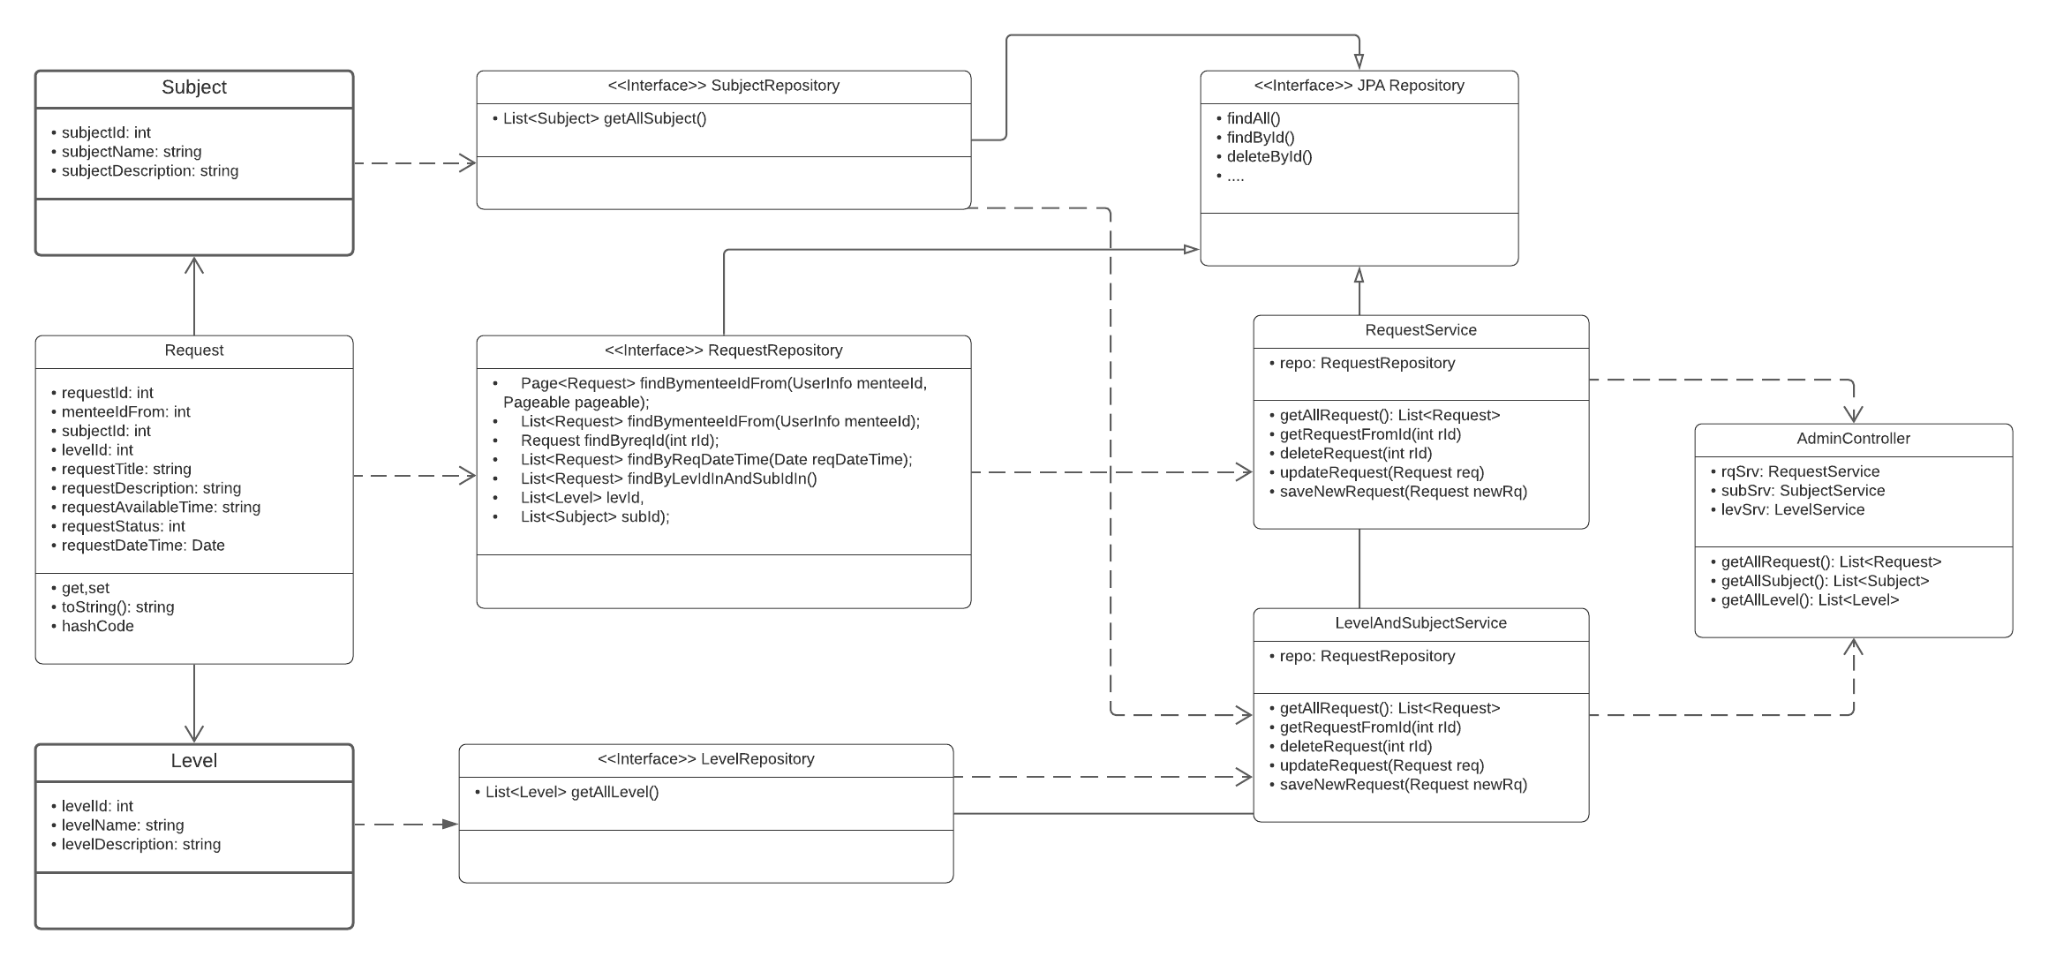 Subject
• subjectId: int
• subjectName: string
• subjectDescription: string
<<Interface>> SubjectRepository
• List<Subject> getAllSubject()
<<Interface>> JPA Repository
• findAll()
• findById()
• deleteById()
• ....
Request
• requestId: int
• menteeIdFrom: int
• subjectId: int
• levelId: int
• requestTitle: string
• requestDescription: string
• requestAvailableTime: string
• requestStatus: int
• requestDateTime: Date
• get,set
• toString(): string
• hashCode
<<Interface>> RequestRepository
• Page<Request> findBymenteeIdFrom(UserInfo menteeId,
Pageable pageable);
• List<Request> findBymenteeIdFrom(UserInfo menteeId);
• Request findByreqId(int rId);
• List<Request> findByReqDateTime(Date reqDateTime);
• List<Request> findByLevIdInAndSubIdIn()
• List<Level> levId,
• List<Subject> subId);
RequestService
• repo: RequestRepository
• getAllRequest(): List<Request>
• getRequestFromId(int rId)
• deleteRequest(int rId)
• updateRequest(Request req)
• saveNewRequest(Request newRq)
AdminController
• rqSrv: RequestService
• subSrv: SubjectService
• levSrv: LevelService
• getAllRequest(): List<Request>
• getAllSubject(): List<Subject>
• getAllLevel(): List<Level>
LevelAndSubjectService
• repo: RequestRepository
• getAllRequest(): List<Request>
• getRequestFromId(int rId)
• deleteRequest(int rId)
• updateRequest(Request req)
• saveNewRequest(Request newRq)
Level
• levelId: int
• levelName: string
• levelDescription: string
<<Interface>> LevelRepository
• List<Level> getAllLevel()